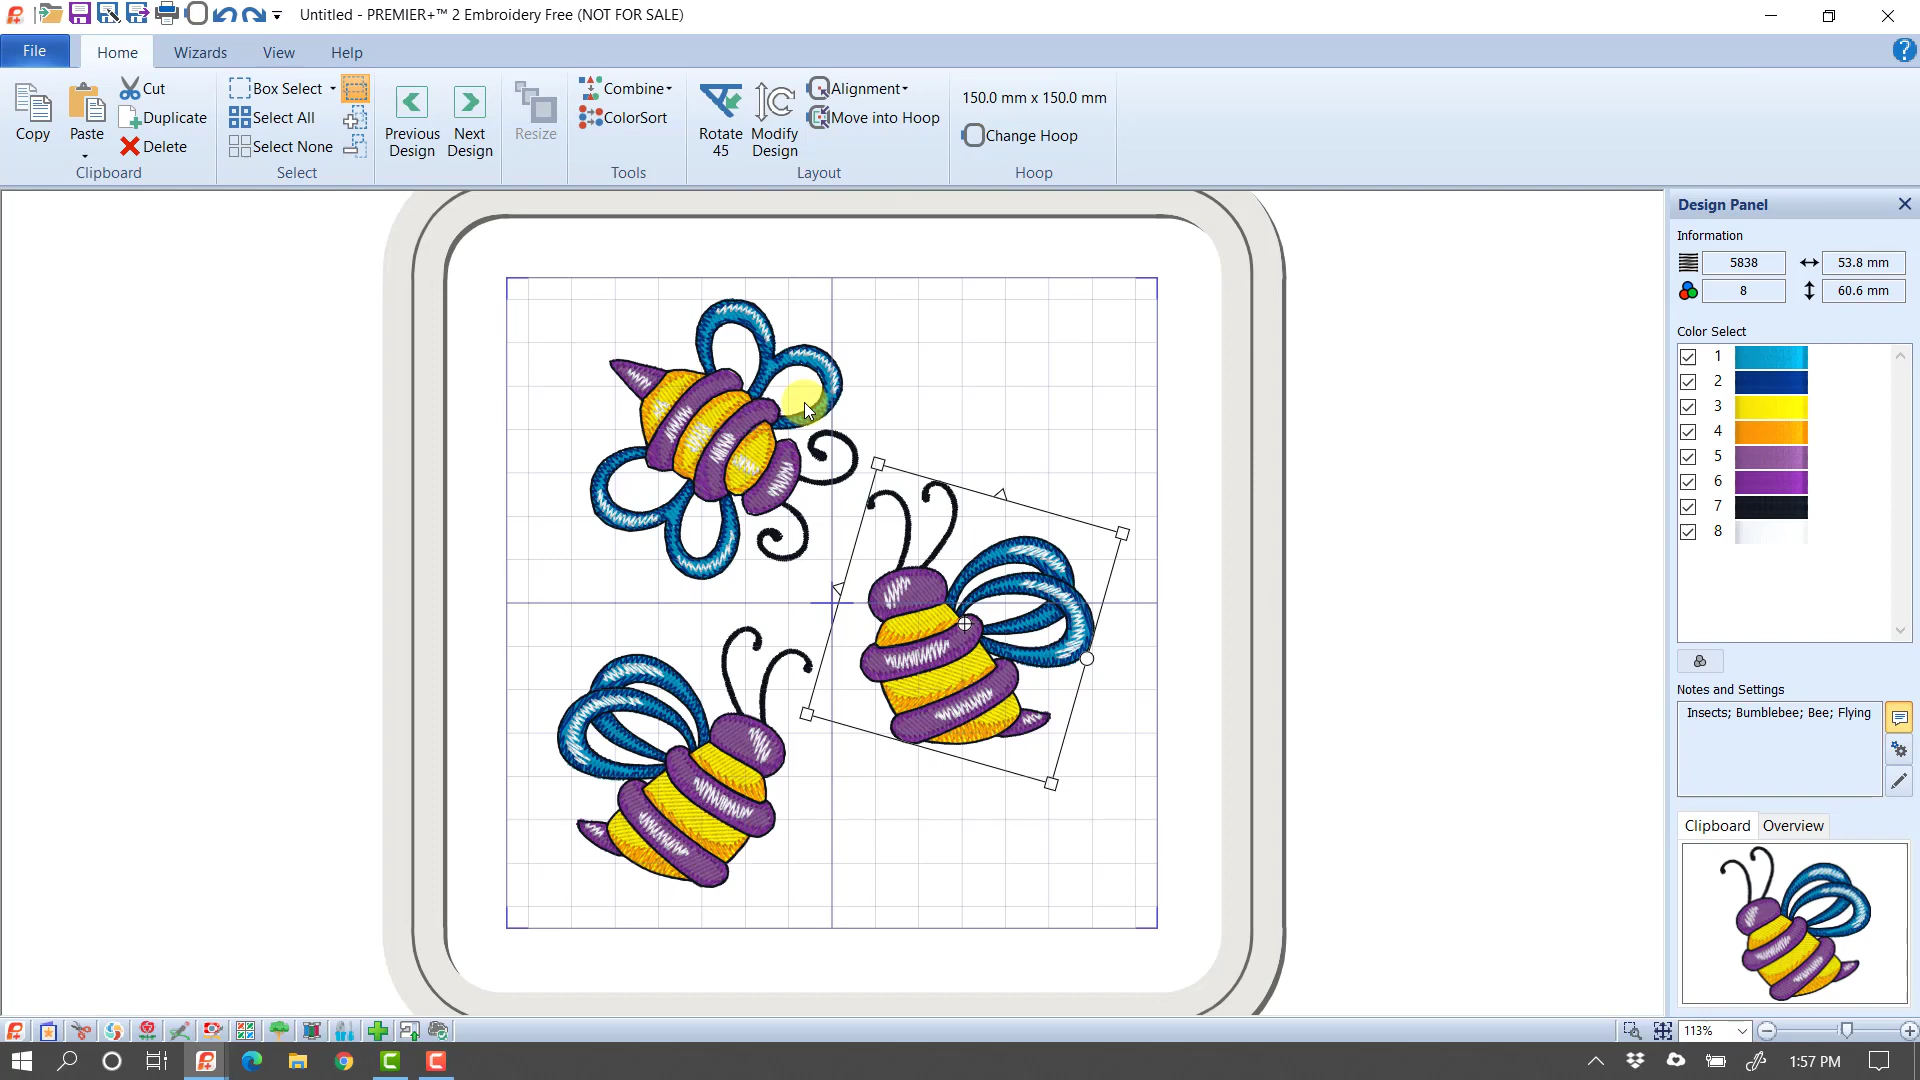 Untitled - PREMIER+™ 2 Embroidery Free (NOT FOR SALE)
File Home Wizards View Help
Copy
Paste
Cut
Duplicate
Delete
Clipboard
Box Select
Select All
Select None
Select
Previous Design
Next Design
Resize
Combine
ColorSort
Tools
Rotate 45
Modify Design
Alignment
Move into Hoop
Layout
150.0 mm x 150.0 mm
Change Hoop
Hoop
Design Panel
Information
5838 53.8 mm
8 60.6 mm
Color Select
1
2
3
4
5
6
7
8
Notes and Settings
Insects; Bumblebee; Bee; Flying
Clipboard Overview
113%
1:57 PM